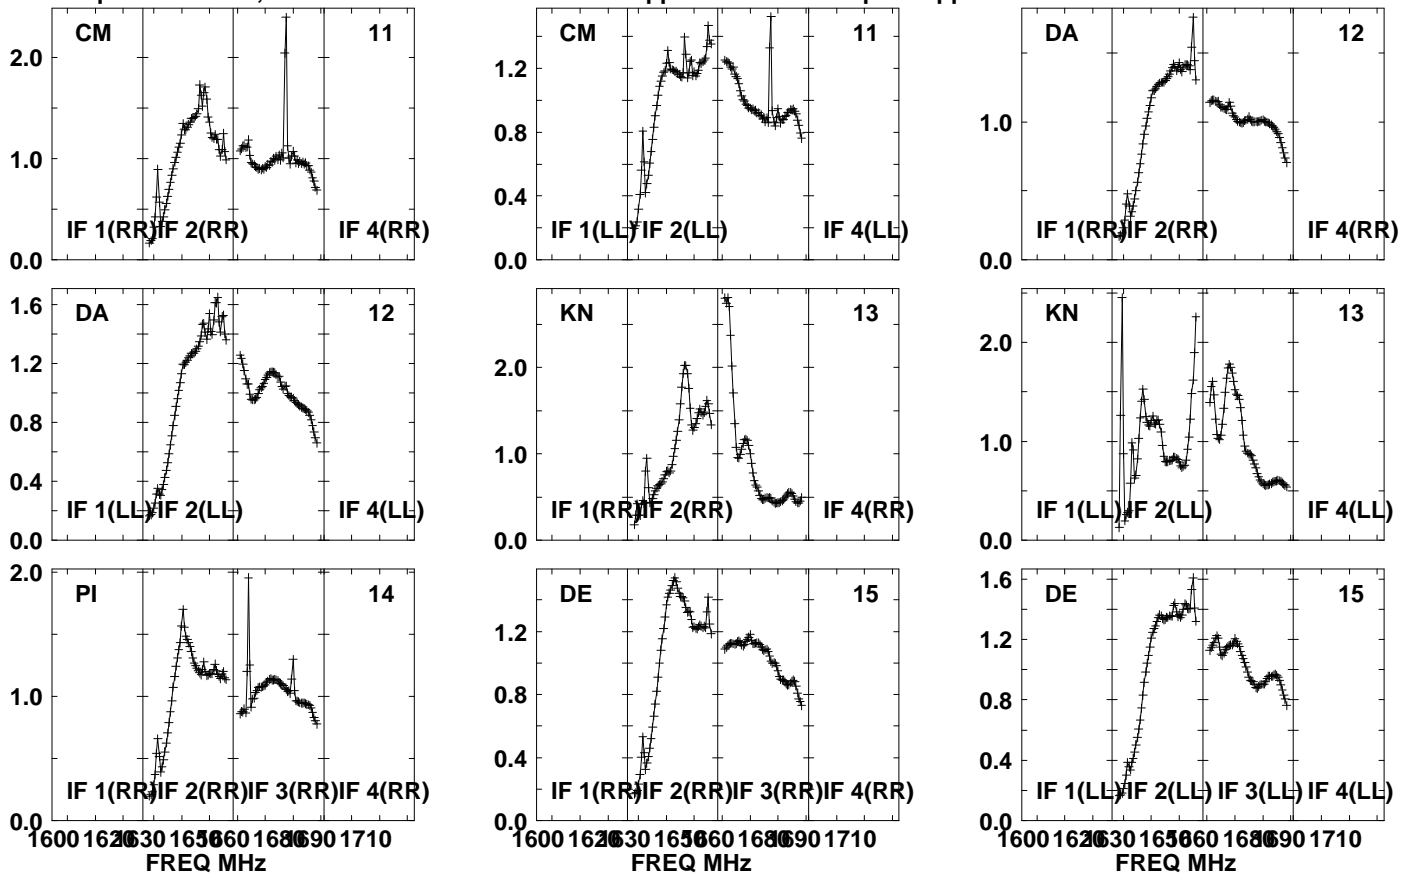 CM 11 CM 11 DA 12
2.0
1.0
0.0
IF 1(RR) IF 2(RR) IF 4(RR)
1.2
0.8
0.4
0.0
IF 1(LL) IF 2(LL) IF 4(LL)
1.0
0.0
IF 1(RR) IF 2(RR) IF 4(RR)
DA 12 KN 13 KN 13
1.6
1.2
0.8
0.4
0.0
IF 1(LL) IF 2(LL) IF 4(LL)
2.0
1.0
0.0
IF 1(RR) IF 2(RR) IF 4(RR)
2.0
1.0
0.0
IF 1(LL) IF 2(LL) IF 4(LL)
PI 14 DE 15 DE 15
2.0
1.0
0.0
IF 1(RR) IF 2(RR) IF 3(RR) IF 4(RR)
1.2
0.8
0.4
0.0
IF 1(RR) IF 2(RR) IF 3(RR) IF 4(RR)
1.6
1.2
0.8
0.4
0.0
IF 1(LL) IF 2(LL) IF 3(LL) IF 4(LL)
1600 1620 1630 1650 1660 1680 1690 1710
1600 1620 1630 1650 1660 1680 1690 1710
1600 1620 1630 1650 1660 1680 1690 1710
FREQ MHz FREQ MHz FREQ MHz